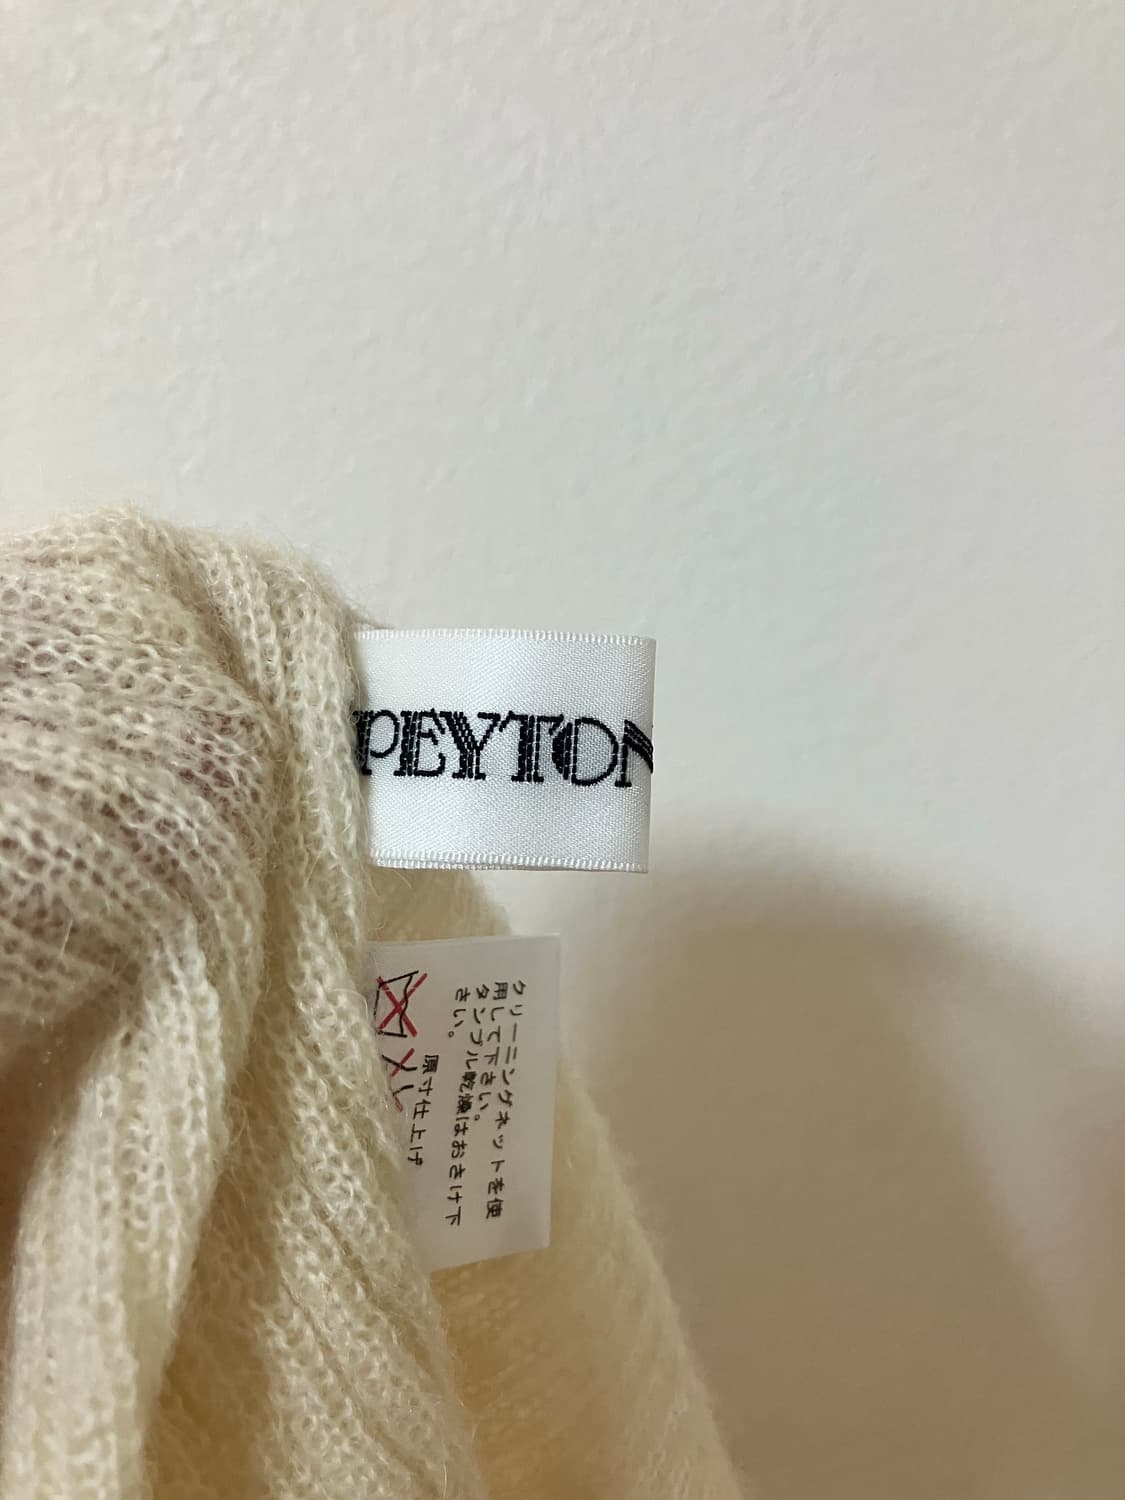 PEYTON
クリーニングネットを使
用して下さい。
タンブル乾燥はおさけ下
さい。
原寸仕上げ